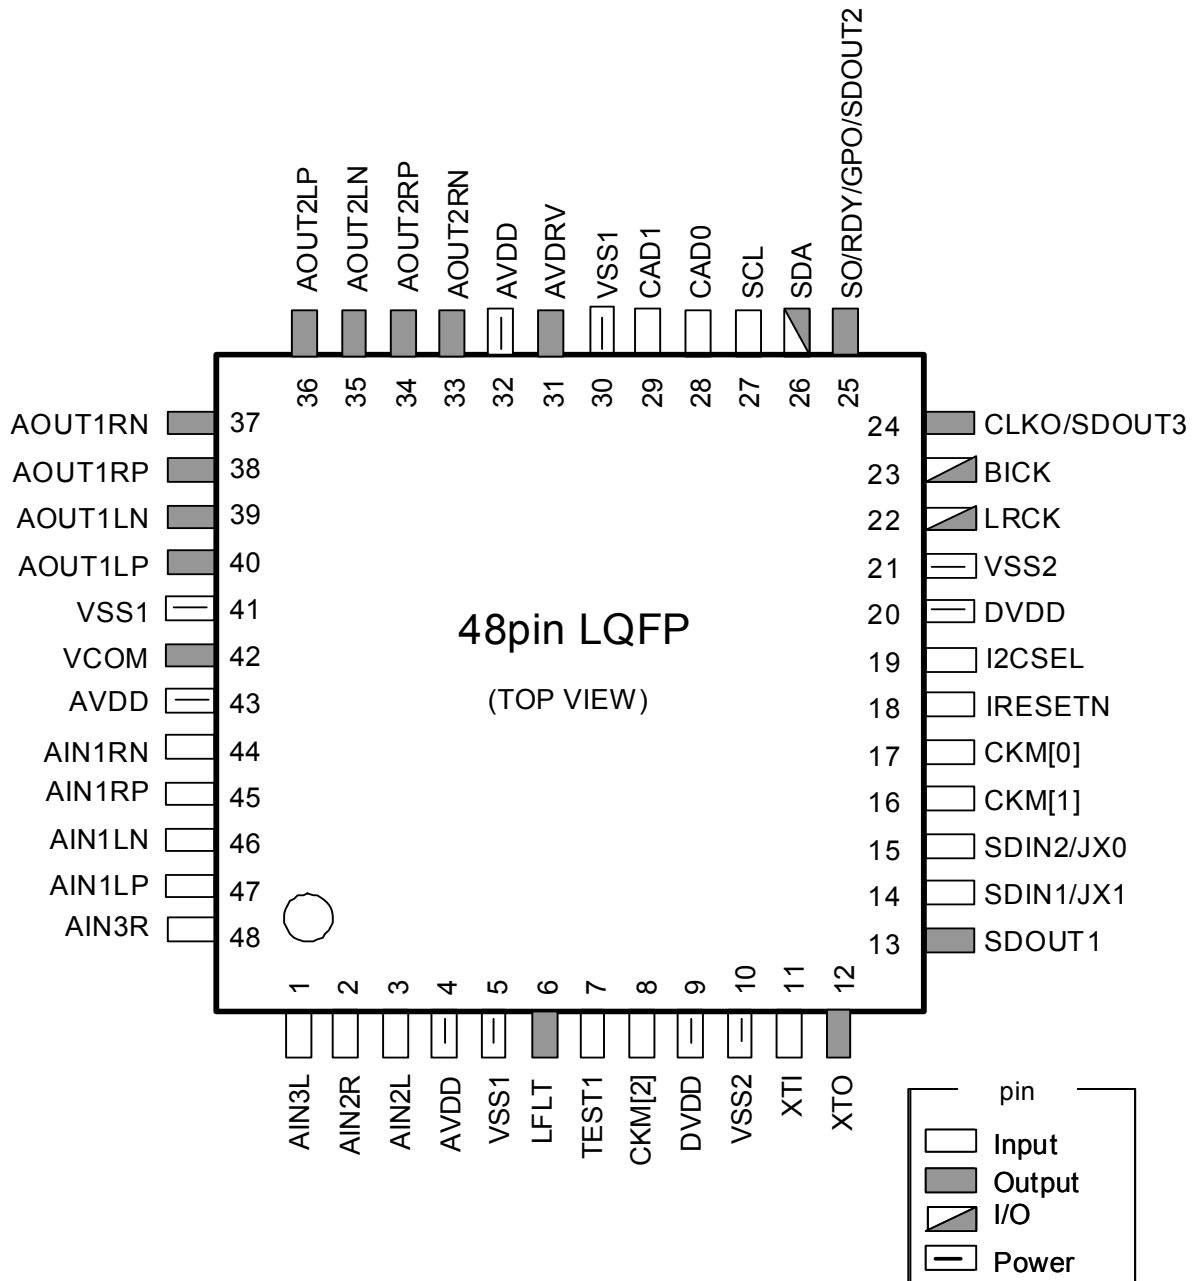 AOUT2LP
AOUT2LN
AOUT2RP
AOUT2RN
AVDD
AVDRV
VSS1
CAD1
CAD0
SCL
SDA
SO/RDY/GPO/SDOUT2
36
35
34
33
32
31
30
29
28
27
26
25
AOUT1RN 37
AOUT1RP 38
AOUT1LN 39
AOUT1LP 40
VSS1 41
VCOM 42
AVDD 43
AIN1RN 44
AIN1RP 45
AIN1LN 46
AIN1LP 47
AIN3R 48
48pin LQFP
(TOP VIEW)
24 CLKO/SDOUT3
23 BICK
22 LRCK
21 VSS2
20 DVDD
19 I2CSEL
18 IRESETN
17 CKM[0]
16 CKM[1]
15 SDIN2/JX0
14 SDIN1/JX1
13 SDOUT1
1
2
3
4
5
6
7
8
9
10
11
12
AIN3L
AIN2R
AIN2L
AVDD
VSS1
LFLT
TEST1
CKM[2]
DVDD
VSS2
XTI
XTO
pin
Input
Output
I/O
Power